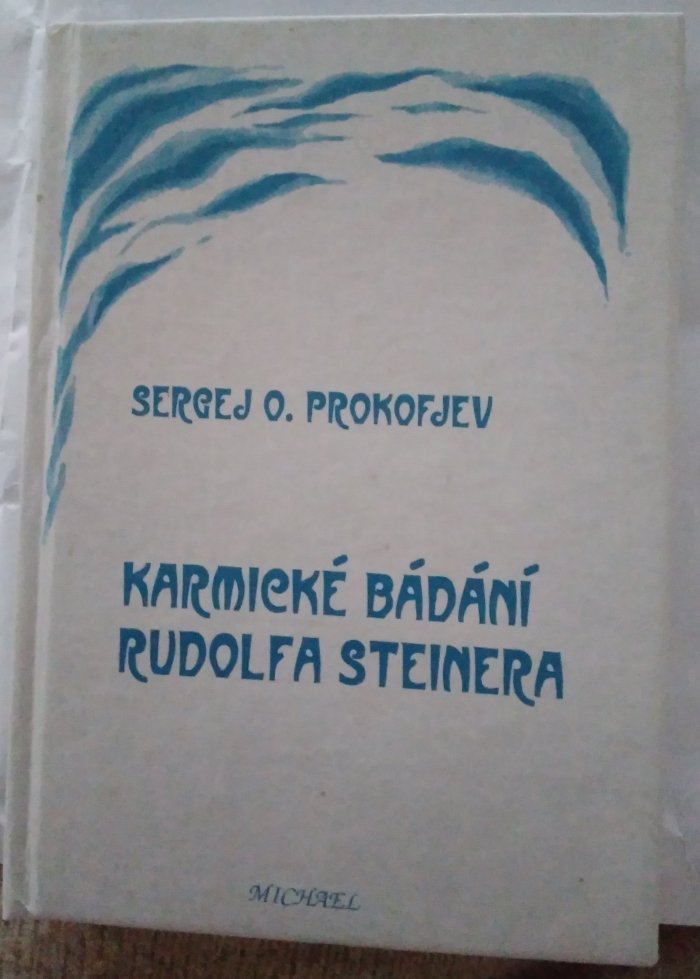 SERGEJ O. PROKOFJEV
KARMICKÉ BÁDÁNÍ
RUDOLFA STEINERA
MICHAEL